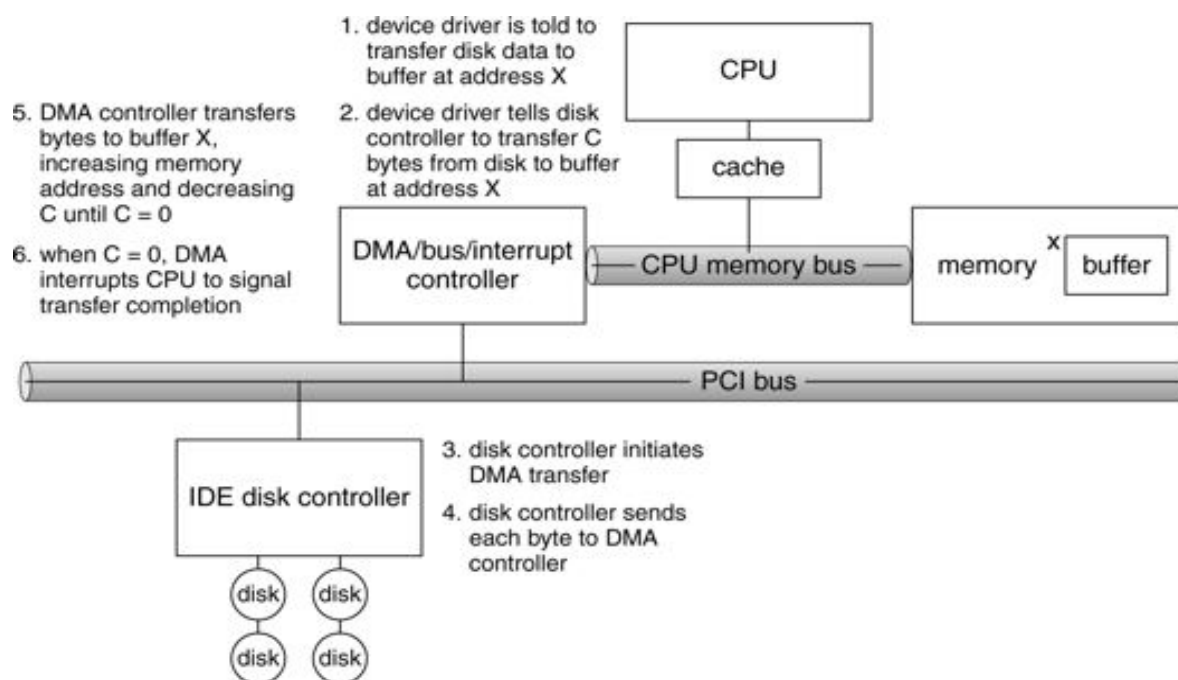 1. device driver is told to
transfer disk data to
buffer at address X
2. device driver tells disk
controller to transfer C
bytes from disk to buffer
at address X
5. DMA controller transfers
bytes to buffer X,
increasing memory
address and decreasing
C until C = 0
6. when C = 0, DMA
interrupts CPU to signal
transfer completion
CPU
cache
DMA/bus/interrupt
controller
CPU memory bus
memory
x
buffer
PCI bus
IDE disk controller
3. disk controller initiates
DMA transfer
4. disk controller sends
each byte to DMA
controller
disk
disk
disk
disk